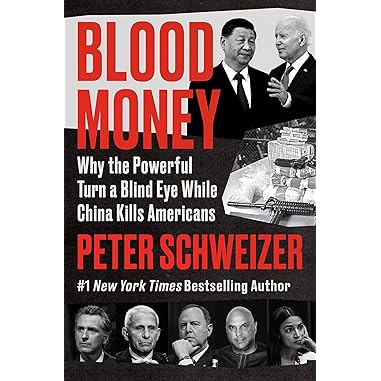 BLOOD
MONEY
Why the Powerful
Turn a Blind Eye While
China Kills Americans
PETER SCHWEIZER
#1 New York Times Bestselling Author